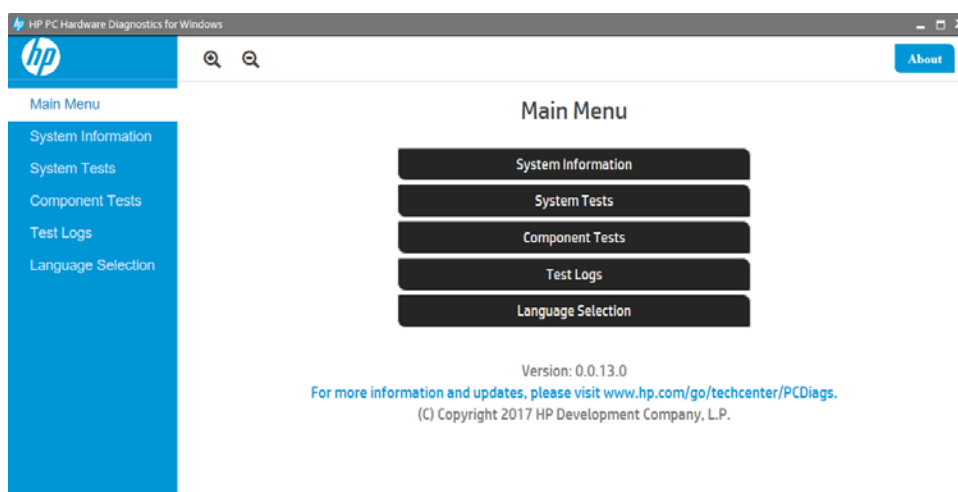 HP PC Hardware Diagnostics for Windows
hp
About
Main Menu
System Information
System Tests
Component Tests
Test Logs
Language Selection
Main Menu
System Information
System Tests
Component Tests
Test Logs
Language Selection
Version: 0.0.13.0
For more information and updates, please visit www.hp.com/go/techcenter/PCDiags.
(C) Copyright 2017 HP Development Company, L.P.